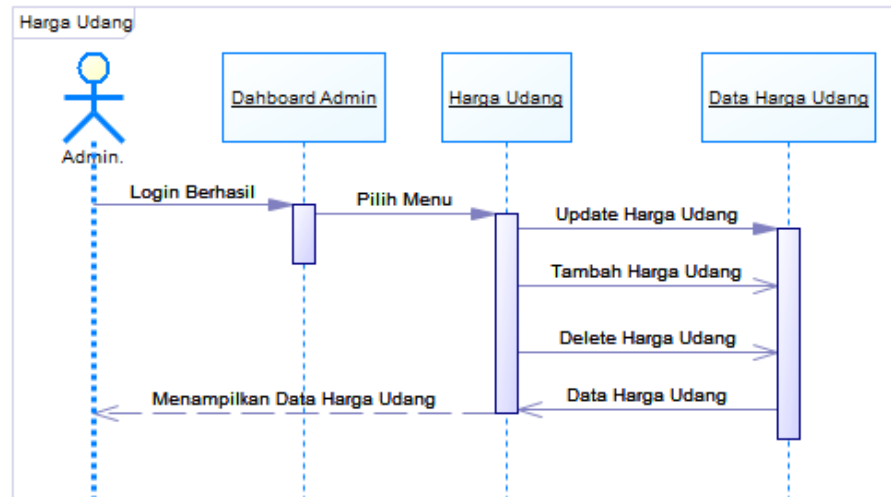 Harga Udang
Dahboard Admin
Harga Udang
Data Harga Udang
Admin.
Login Berhasil
Pilih Menu
Update Harga Udang
Tambah Harga Udang
Delete Harga Udang
Menampilkan Data Harga Udang
Data Harga Udang